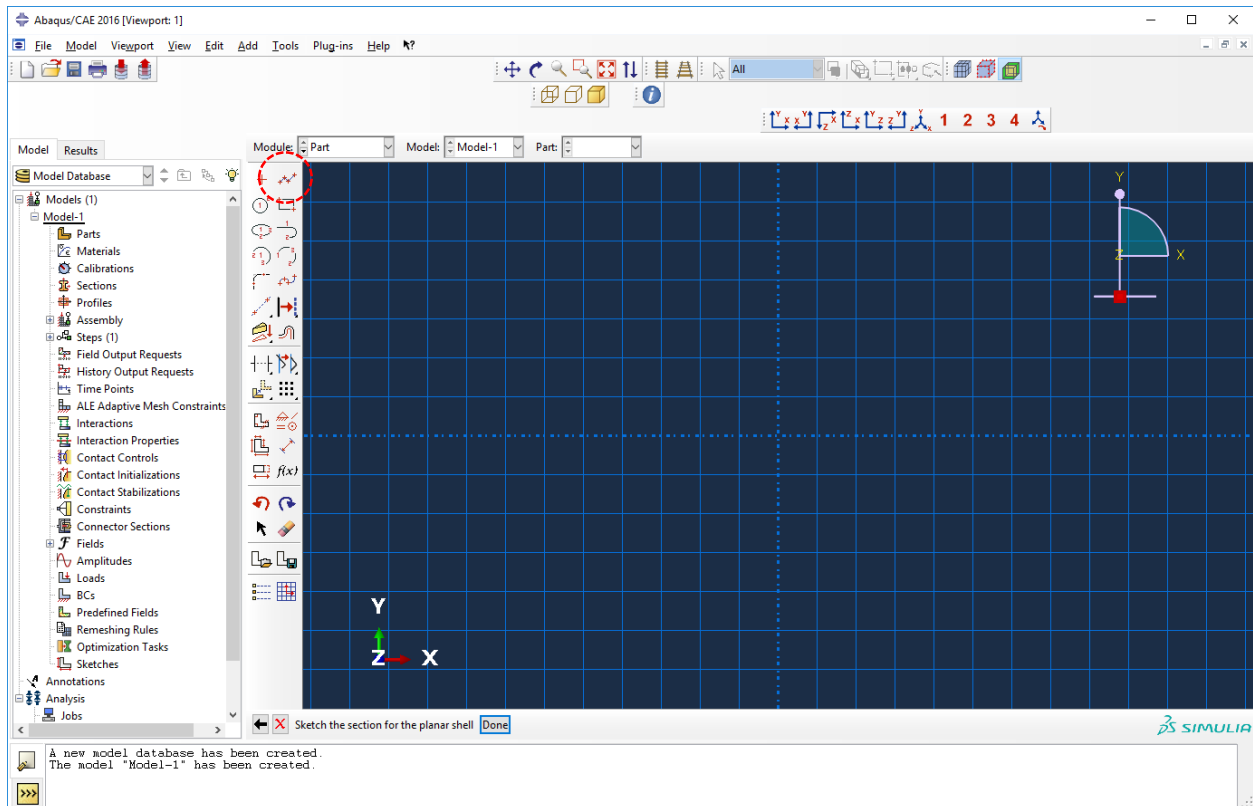 Abaqus/CAE 2016 [Viewport: 1]
File Model Viewport View Edit Add Tools Plug-ins Help
All
1 2 3 4
Model Results
Module: Part Model: Model-1 Part:
Model Database
Models (1)
Model-1
Parts
Materials
Calibrations
Sections
Profiles
Assembly
Steps (1)
Field Output Requests
History Output Requests
Time Points
ALE Adaptive Mesh Constraints
Interactions
Interaction Properties
Contact Controls
Contact Initializations
Contact Stabilizations
Constraints
Connector Sections
Fields
Amplitudes
Loads
BCs
Predefined Fields
Remeshing Rules
Optimization Tasks
Sketches
Annotations
Analysis
Jobs
f(x)
Y
Z X
Y
Z X
Sketch the section for the planar shell Done
SIMULIA
A new model database has been created.
The model "Model-1" has been created.
>>>